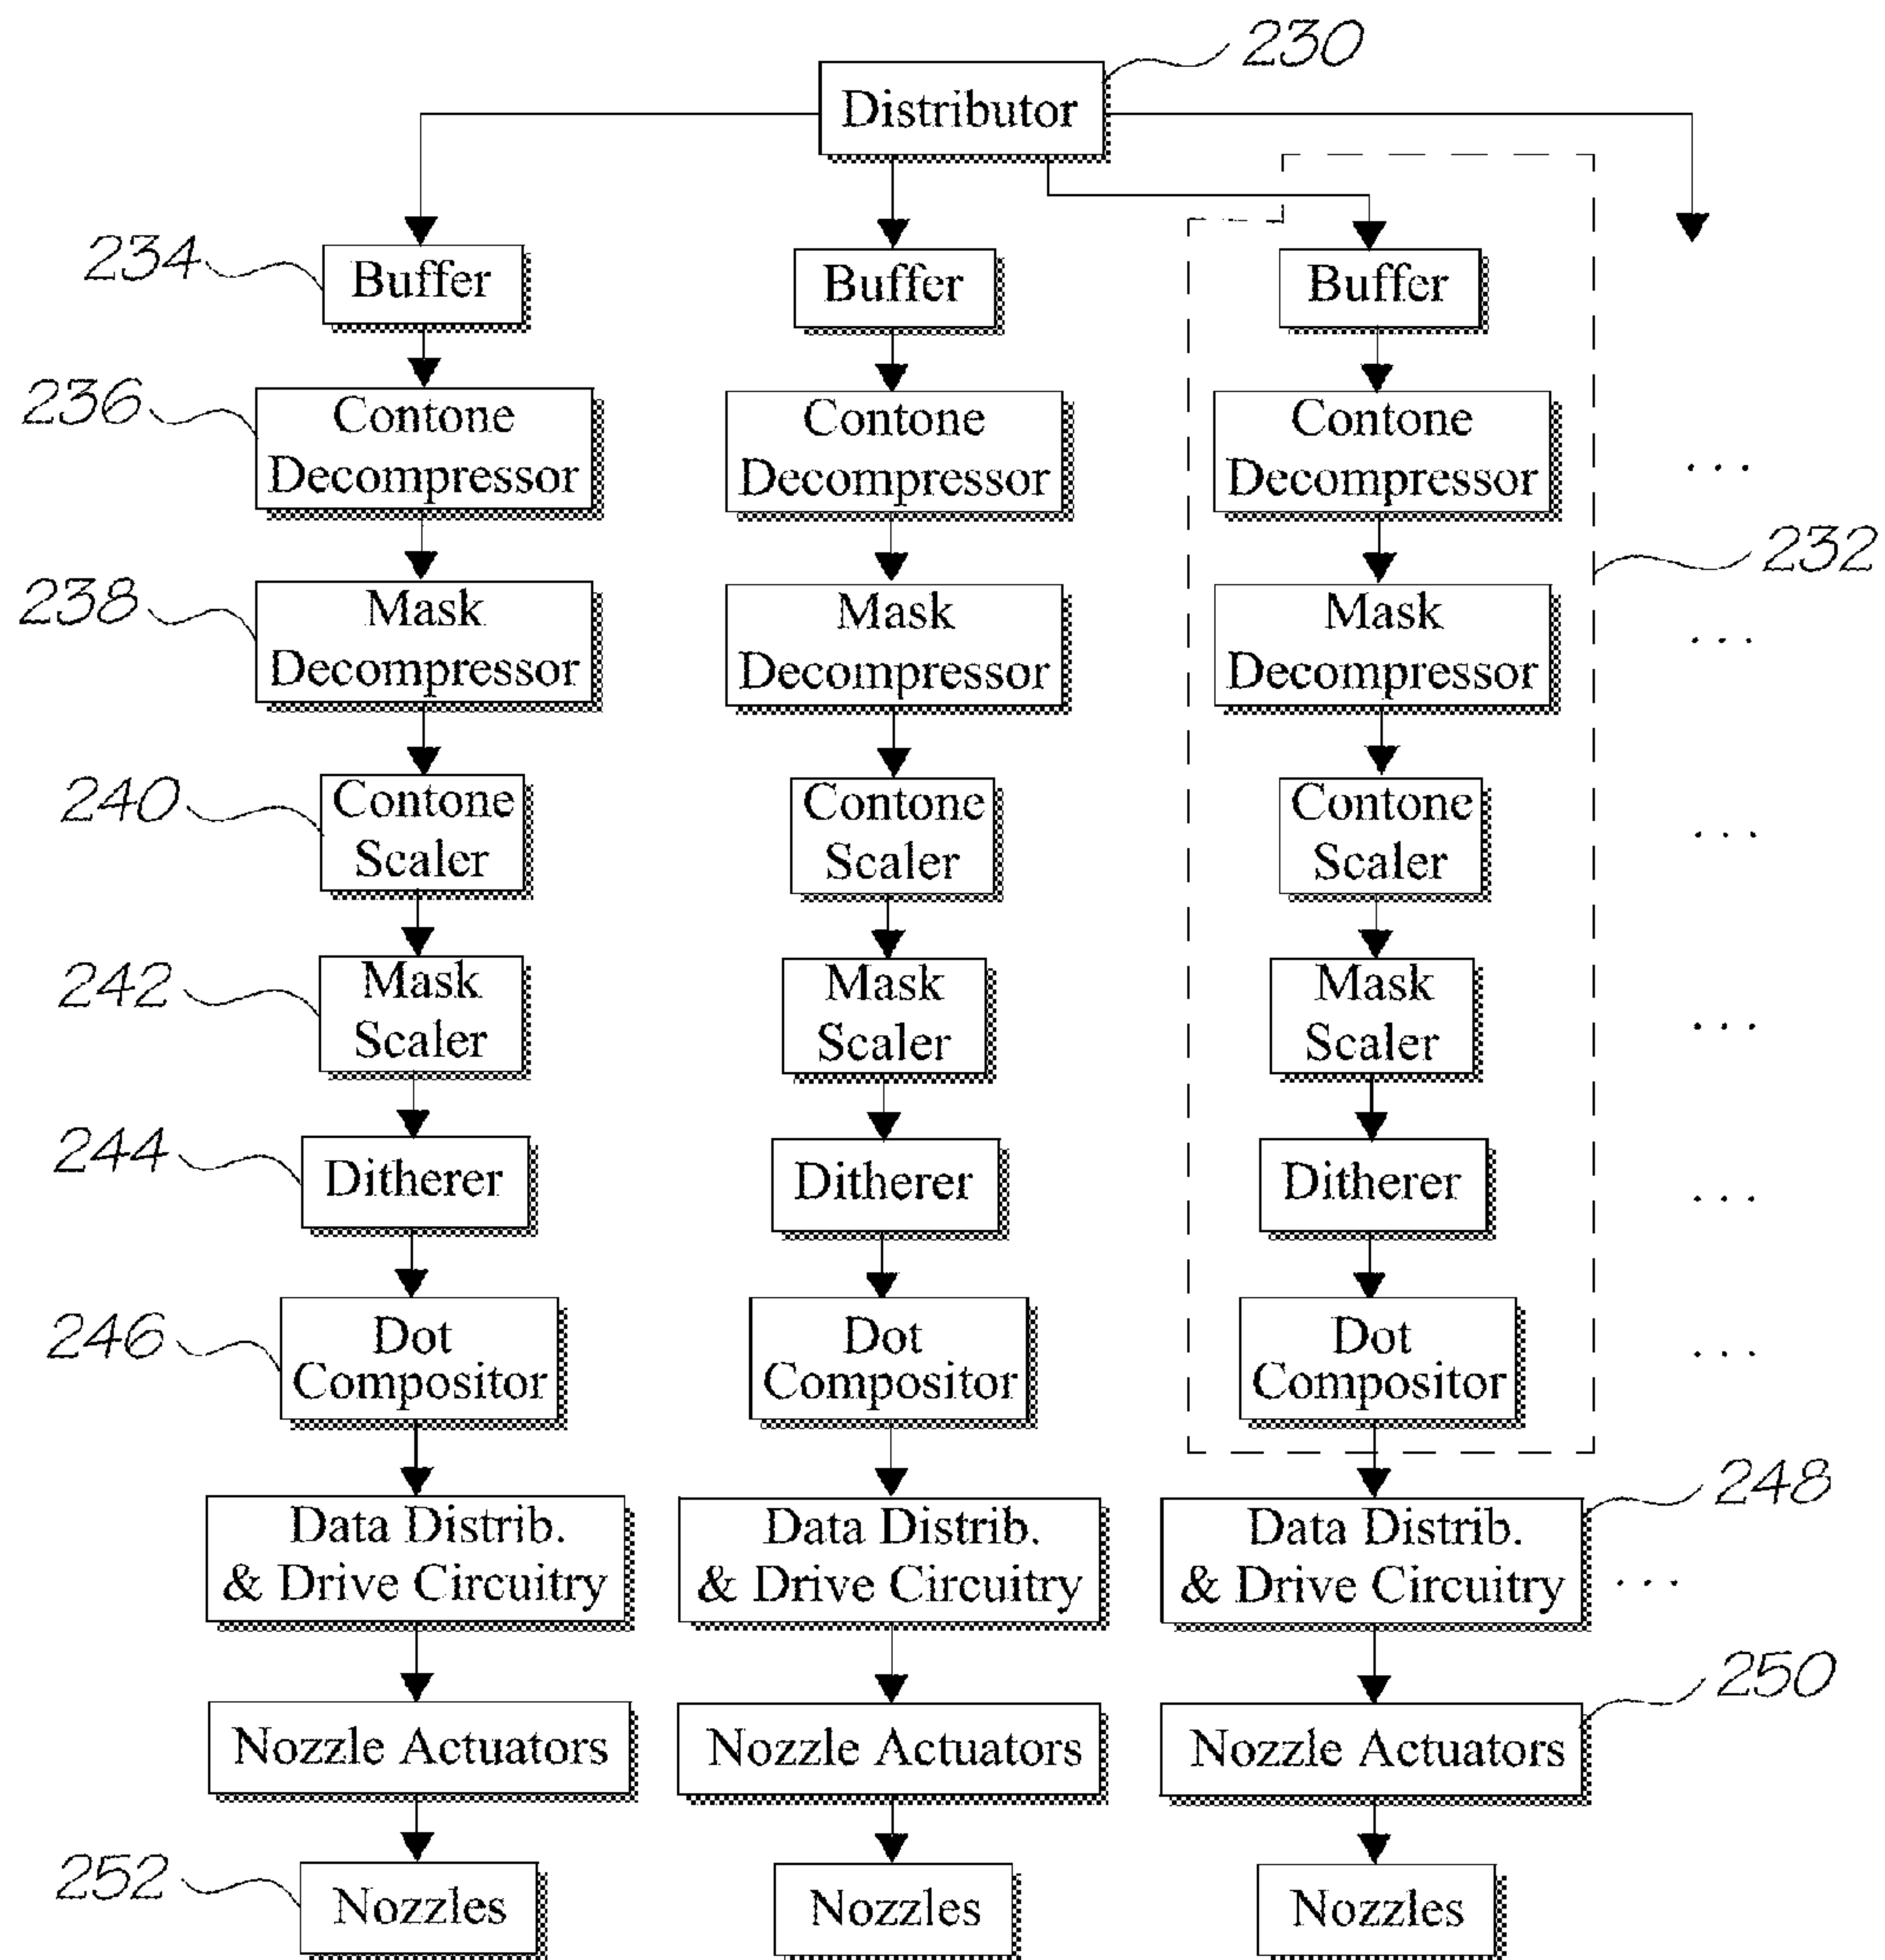 230
Distributor
234
Buffer
Buffer
Buffer
236
Contone
Decompressor
Contone
Decompressor
Contone
Decompressor
. . .
232
238
Mask
Decompressor
Mask
Decompressor
Mask
Decompressor
. . .
240
Contone
Scaler
Contone
Scaler
Contone
Scaler
. . .
242
Mask
Scaler
Mask
Scaler
Mask
Scaler
. . .
244
Ditherer
Ditherer
Ditherer
. . .
246
Dot
Compositor
Dot
Compositor
Dot
Compositor
. . .
248
Data Distrib.
& Drive Circuitry
Data Distrib.
& Drive Circuitry
Data Distrib.
& Drive Circuitry
. . .
250
Nozzle Actuators
Nozzle Actuators
Nozzle Actuators
252
Nozzles
Nozzles
Nozzles